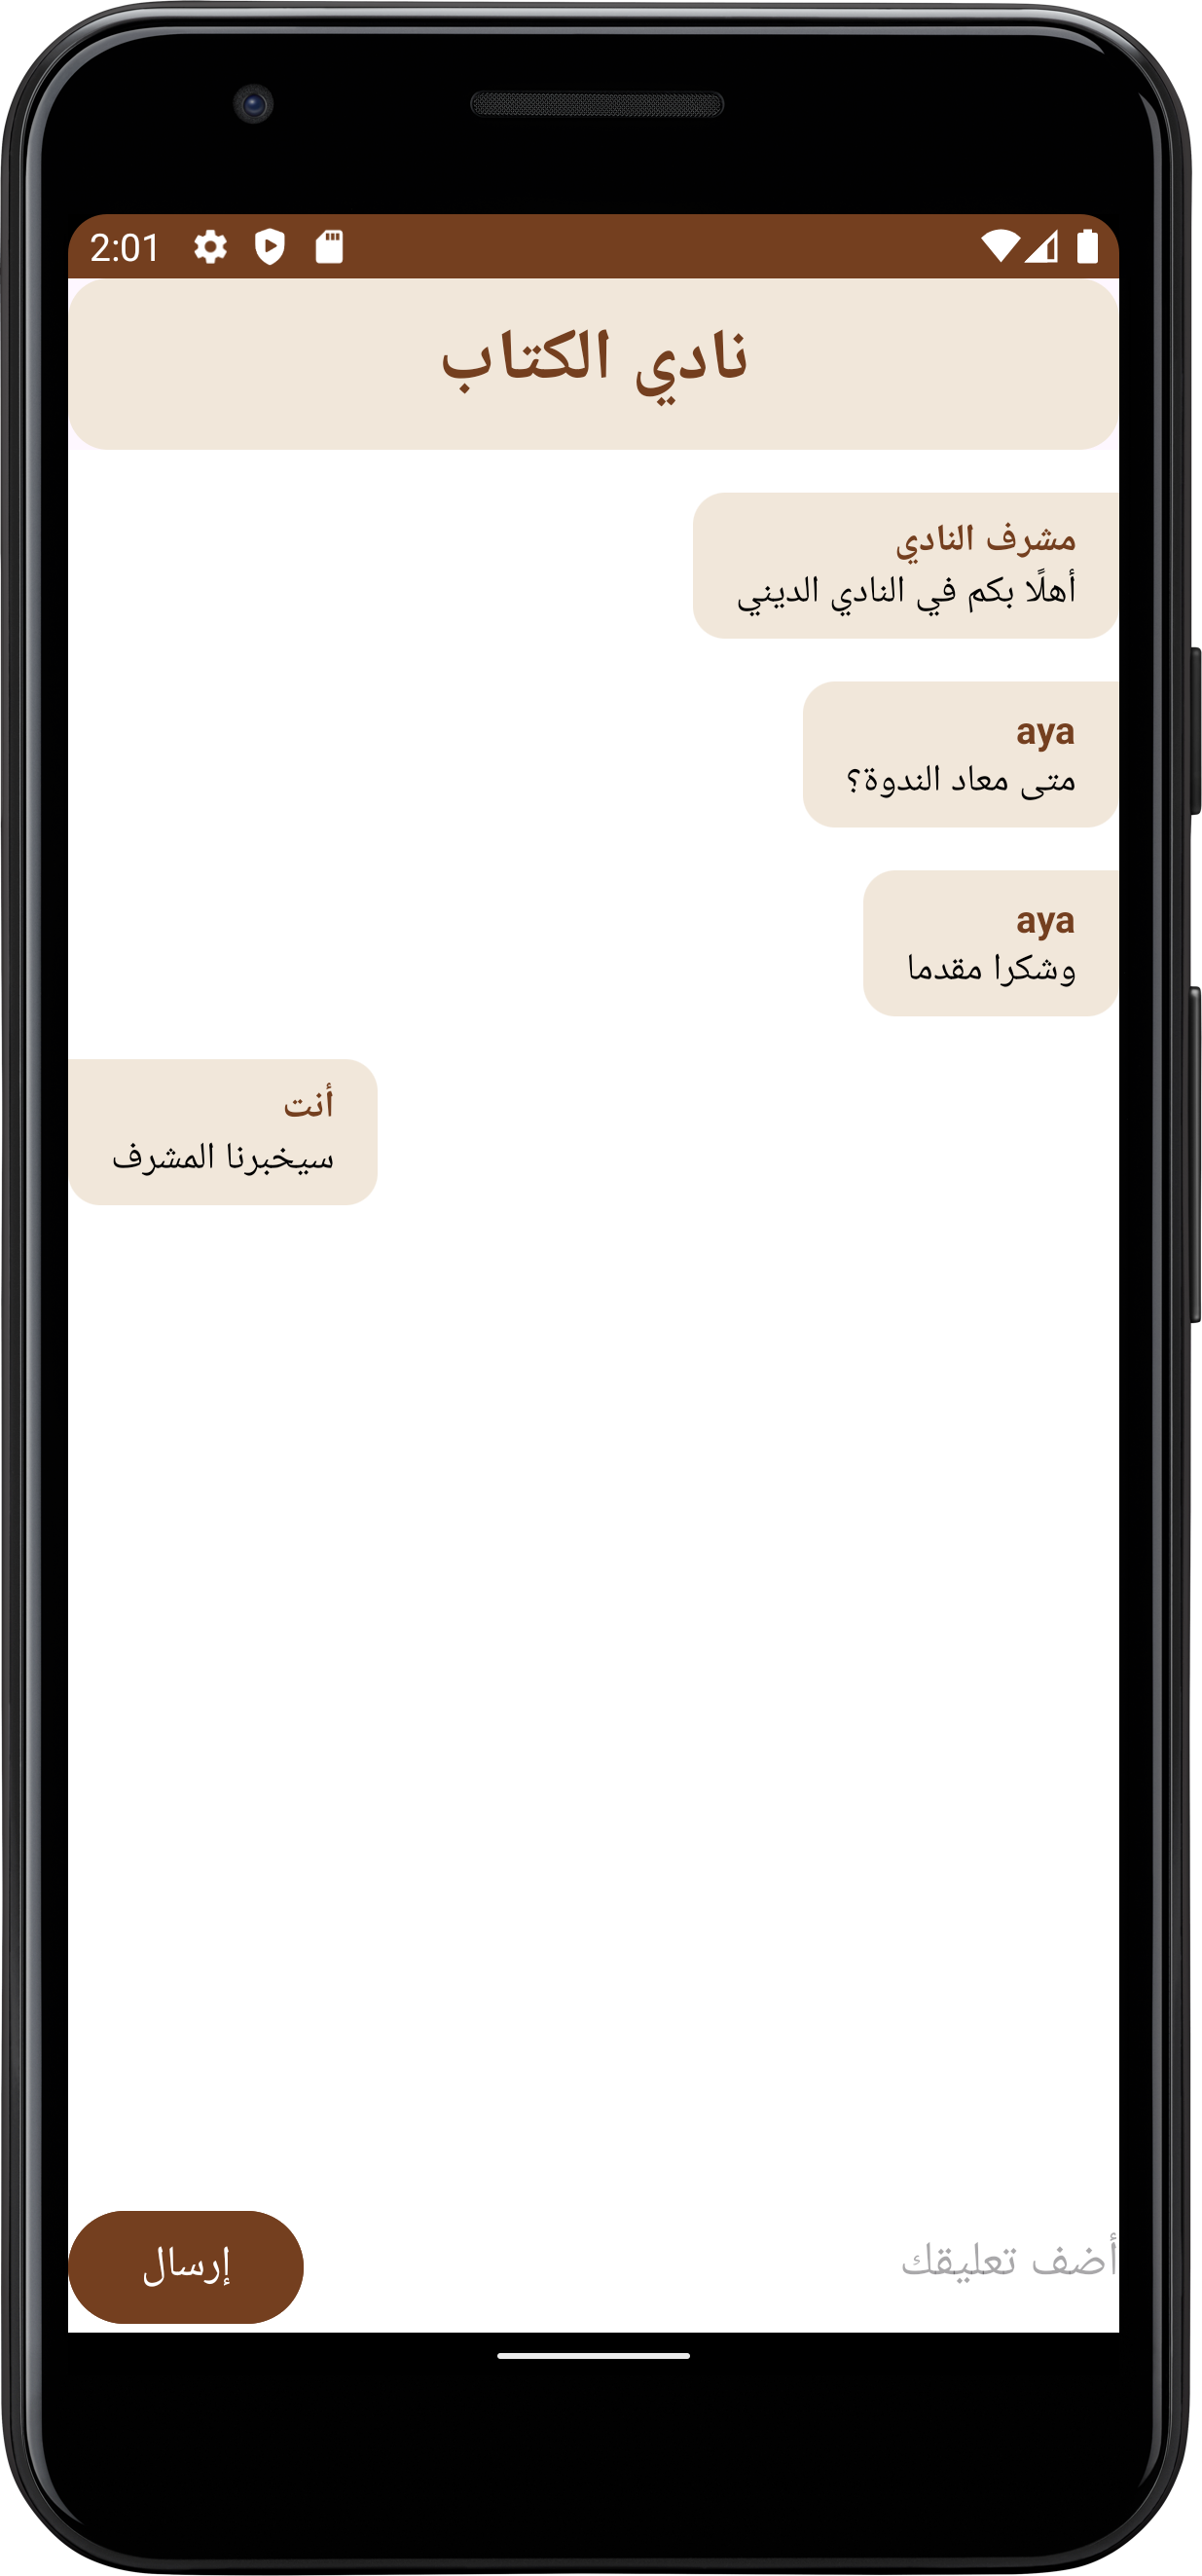 2:01
نادي الكتاب
مشرف النادي
أهلًا بكم في النادي الديني
aya
متى معاد الندوة؟
aya
وشكرا مقدما
أنت
سيخبرنا المشرف
أضف تعليقك
إرسال